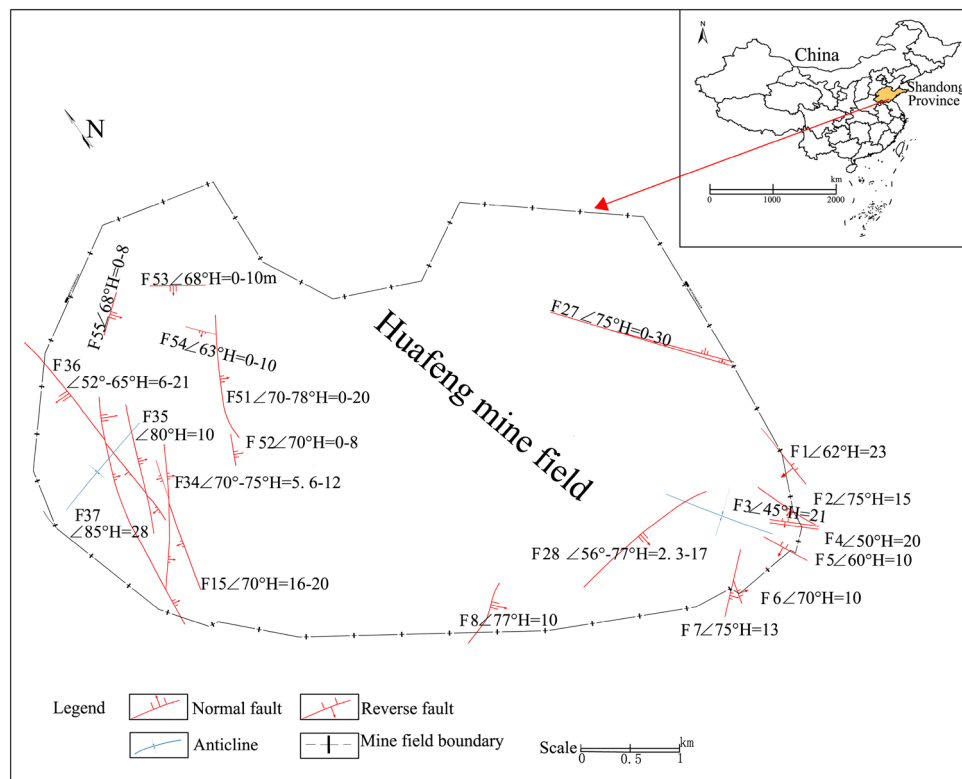 N
China
Shandong
Province
km
0 1000 2000
N
F53∠68°H=0-10m
F55∠68°H=0-8
F54∠63°H=0-10
F27∠75°H=0-30
Huafeng mine field
F36
∠52°-65°H=6-21
F51∠70-78°H=0-20
F35
∠80°H=10
F52∠70°H=0-8
F1∠62°H=23
F34∠70°-75°H=5.6-12
F2∠75°H=15
F3∠45°H=21
F37
∠85°H=28
F4∠50°H=20
F28 ∠56°-77°H=2.3-17
F5∠60°H=10
F15∠70°H=16-20
F6∠70°H=10
F8∠77°H=10
F7∠75°H=13
Legend
Normal fault
Reverse fault
Anticline
Mine field boundary
Scale
km
0 0.5 1